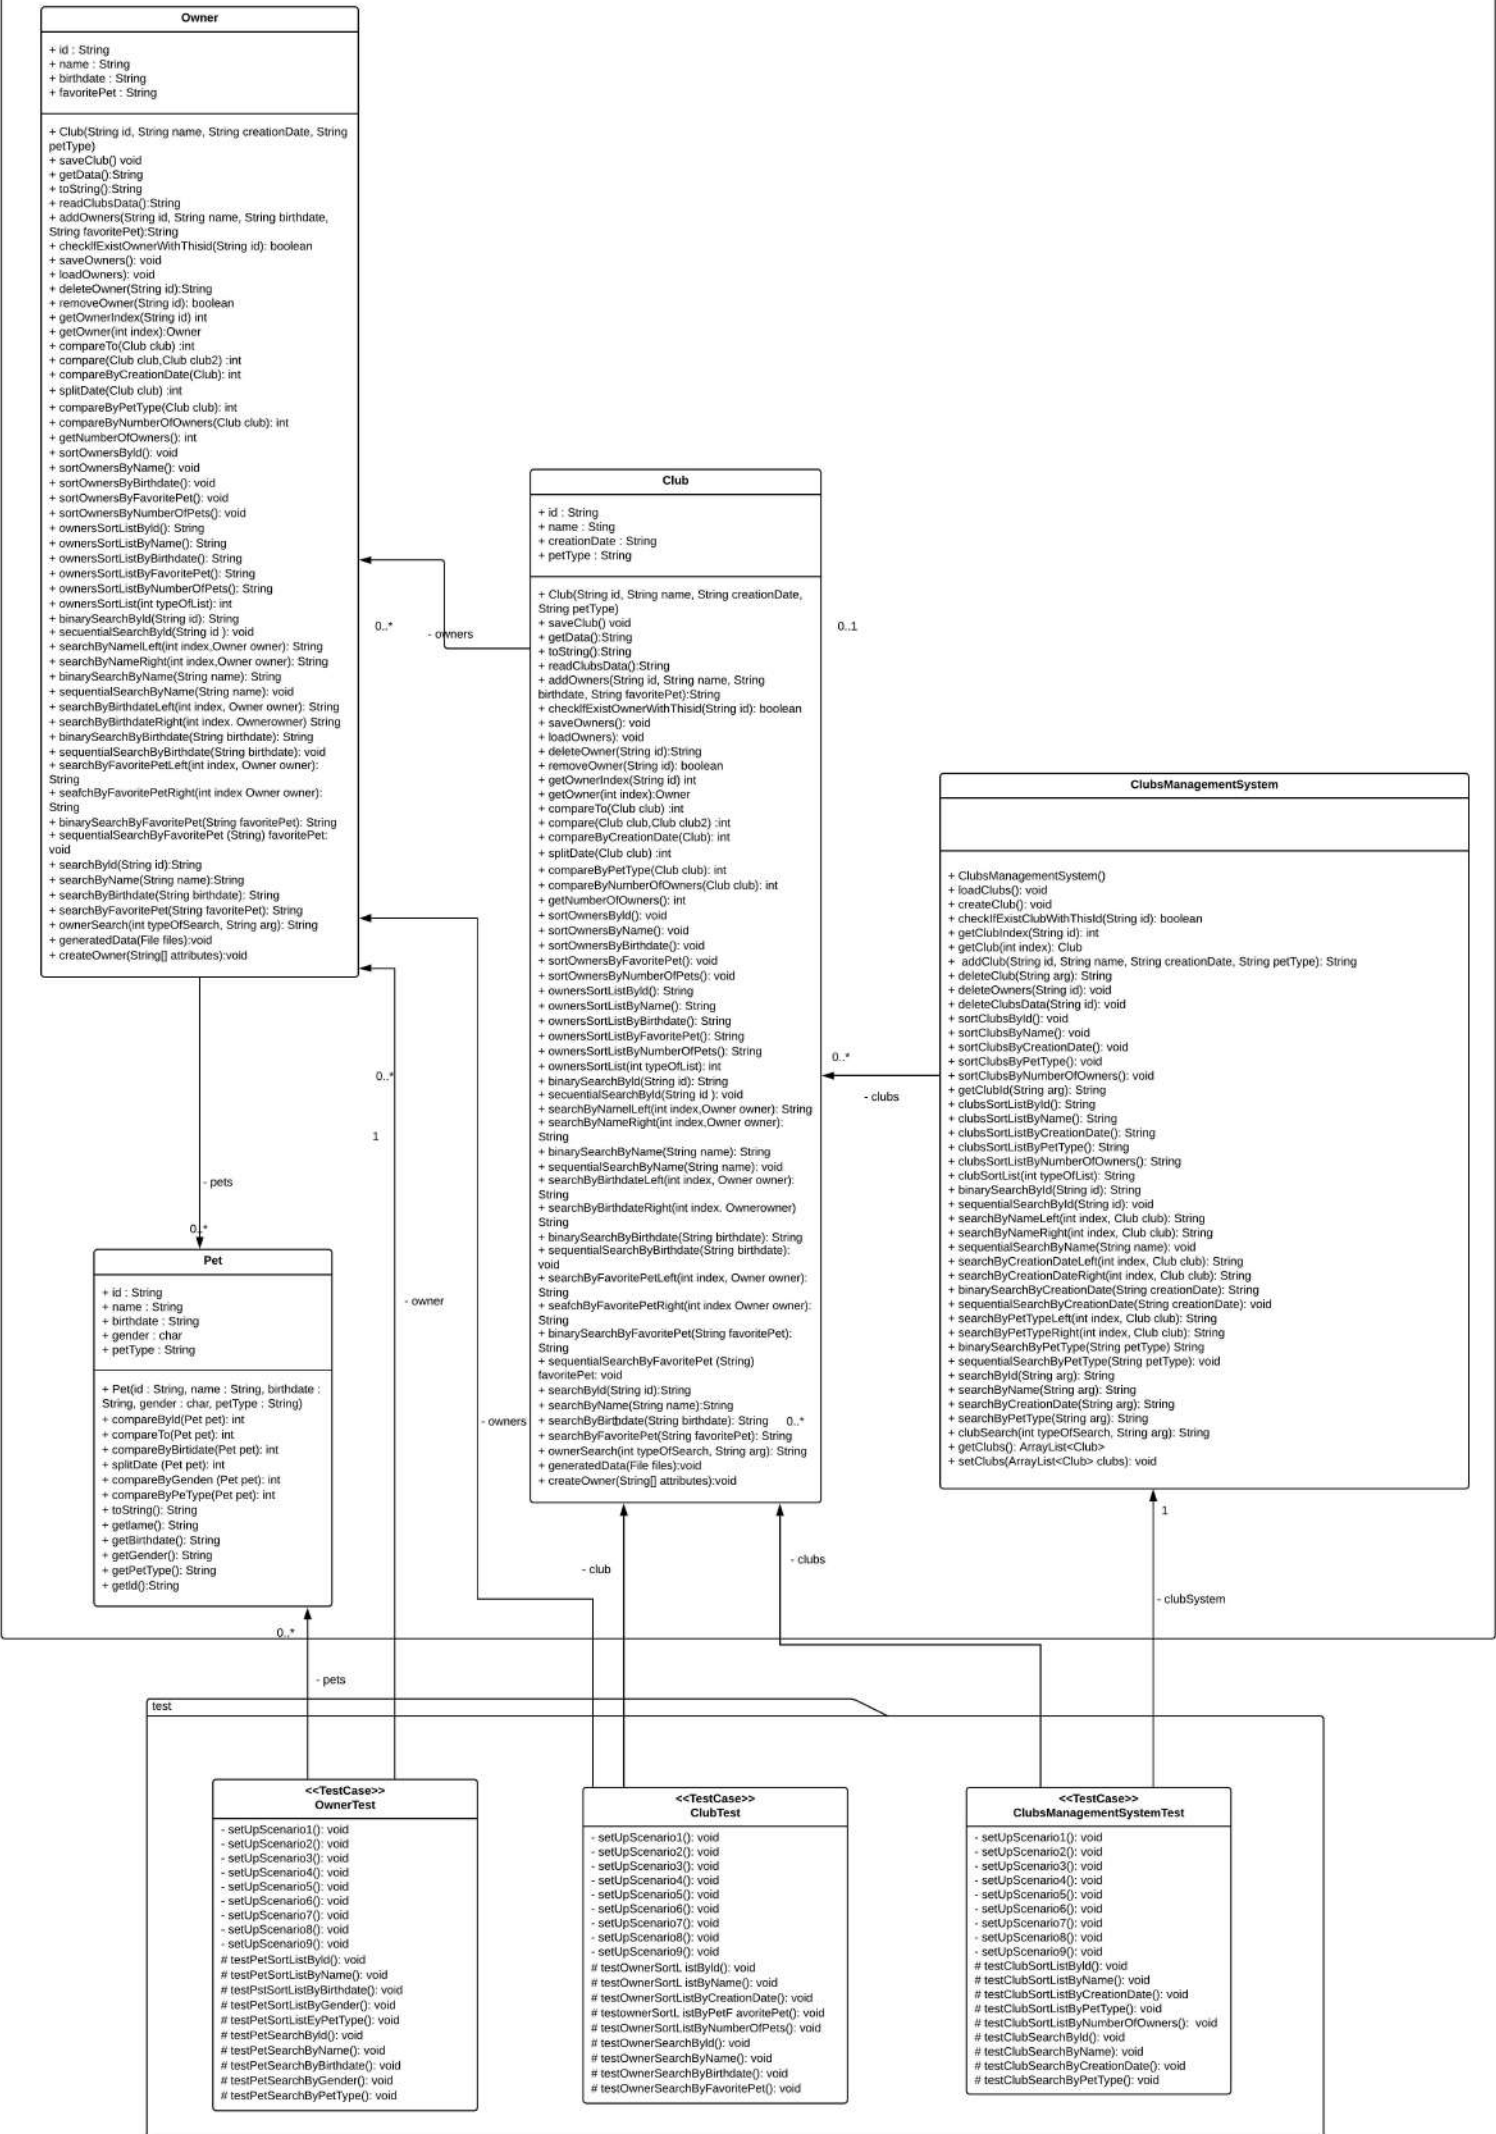 Owner
+ id : String
+ name : String
+ birthdate : String
+ favoritePet : String
+ Club(String id, String name, String creationDate, String
petType)
+ saveClub() void
+ getData():String
+ toString():String
+ readClubsData():String
+ addOwners(String id, String name, String birthdate,
String favoritePet):String
+ checkIfExistOwnerWithThisid(String id): boolean
+ saveOwners(): void
+ loadOwners): void
+ deleteOwner(String id):String
+ removeOwner(String id): boolean
+ getOwnerIndex(String id) int
+ getOwner(int index):Owner
+ compareTo(Club club) :int
+ compare(Club club,Club club2) :int
+ compareByCreationDate(Club): int
+ splitDate(Club club) :int
+ compareByPetType(Club club): int
+ compareByNumberOfOwners(Club club): int
+ getNumberOfOwners(): int
+ sortOwnersById(): void
+ sortOwnersByName(): void
+ sortOwnersByBirthdate(): void
+ sortOwnersByFavoritePet(): void
+ sortOwnersByNumberOfPets(): void
+ ownersSortListById(): String
+ ownersSortListByName(): String
+ ownersSortListByBirthdate(): String
+ ownersSortListByFavoritePet(): String
+ ownersSortListByNumberOfPets(): String
+ ownersSortList(int typeOfList): int
+ binarySearchById(String id): String
+ secuentialSearchById(String id ): void
+ searchByNamelLeft(int index,Owner owner): String
+ searchByNameRight(int index,Owner owner): String
+ binarySearchByName(String name): String
+ sequentialSearchByName(String name): void
+ searchByBirthdateLeft(int index, Owner owner): String
+ searchByBirthdateRight(int index. Ownerowner) String
+ binarySearchByBirthdate(String birthdate): String
+ sequentialSearchByBirthdate(String birthdate): void
+ searchByFavoritePetLeft(int index, Owner owner):
String
+ seafchByFavoritePetRight(int index Owner owner):
String
+ binarySearchByFavoritePet(String favoritePet): String
+ sequentialSearchByFavoritePet (String) favoritePet:
void
+ searchById(String id):String
+ searchByName(String name):String
+ searchByBirthdate(String birthdate): String
+ searchByFavoritePet(String favoritePet): String
+ ownerSearch(int typeOfSearch, String arg): String
+ generatedData(File files):void
+ createOwner(String[] attributes):void
0..*
- owners
Club
+ id : String
+ name : Sting
+ creationDate : String
+ petType : String
+ Club(String id, String name, String creationDate,
String petType)
+ saveClub() void
+ getData():String
+ toString():String
+ readClubsData():String
+ addOwners(String id, String name, String
birthdate, String favoritePet):String
+ checkIfExistOwnerWithThisid(String id): boolean
+ saveOwners(): void
+ loadOwners): void
+ deleteOwner(String id):String
+ removeOwner(String id): boolean
+ getOwnerIndex(String id) int
+ getOwner(int index):Owner
+ compareTo(Club club) :int
+ compare(Club club,Club club2) :int
+ compareByCreationDate(Club): int
+ splitDate(Club club) :int
+ compareByPetType(Club club): int
+ compareByNumberOfOwners(Club club): int
+ getNumberOfOwners(): int
+ sortOwnersById(): void
+ sortOwnersByName(): void
+ sortOwnersByBirthdate(): void
+ sortOwnersByFavoritePet(): void
+ sortOwnersByNumberOfPets(): void
+ ownersSortListById(): String
+ ownersSortListByName(): String
+ ownersSortListByBirthdate(): String
+ ownersSortListByFavoritePet(): String
+ ownersSortListByNumberOfPets(): String
+ ownersSortList(int typeOfList): int
+ binarySearchById(String id): String
+ secuentialSearchById(String id ): void
+ searchByNamelLeft(int index,Owner owner): String
+ searchByNameRight(int index,Owner owner):
String
+ binarySearchByName(String name): String
+ sequentialSearchByName(String name): void
+ searchByBirthdateLeft(int index, Owner owner):
String
+ searchByBirthdateRight(int index. Ownerowner)
String
+ binarySearchByBirthdate(String birthdate): String
+ sequentialSearchByBirthdate(String birthdate):
void
+ searchByFavoritePetLeft(int index, Owner owner):
String
+ seafchByFavoritePetRight(int index Owner owner):
String
+ binarySearchByFavoritePet(String favoritePet):
String
+ sequentialSearchByFavoritePet (String)
favoritePet: void
+ searchById(String id):String
+ searchByName(String name):String
+ searchByBirthdate(String birthdate): String
+ searchByFavoritePet(String favoritePet): String
+ ownerSearch(int typeOfSearch, String arg): String
+ generatedData(File files):void
+ createOwner(String[] attributes):void
0..1
0..*
- clubs
0..*
ClubsManagementSystem
+ ClubsManagementSystem()
+ loadClubs(): void
+ createClub(): void
+ checkIfExistClubWithThisId(String id): boolean
+ getClubIndex(String id): int
+ getClub(int index): Club
+ addClub(String id, String name, String creationDate, String petType): String
+ deleteClub(String arg): String
+ deleteOwners(String id): void
+ deleteClubsData(String id): void
+ sortClubsById(): void
+ sortClubsByName(): void
+ sortClubsByCreationDate(): void
+ sortClubsByPetType(): void
+ sortClubsByNumberOfOwners(): void
+ getClubId(String arg): String
+ clubsSortListById(): String
+ clubsSortListByName(): String
+ clubsSortListByCreationDate(): String
+ clubsSortListByPetType(): String
+ clubsSortListByNumberOfOwners(): String
+ clubSortList(int typeOfList): String
+ binarySearchById(String id): String
+ sequentialSearchById(String id): void
+ searchByNameLeft(int index, Club club): String
+ searchByNameRight(int index, Club club): String
+ sequentialSearchByName(String name): void
+ searchByCreationDateLeft(int index, Club club): String
+ searchByCreationDateRight(int index, Club club): String
+ binarySearchByCreationDate(String creationDate): String
+ sequentialSearchByCreationDate(String creationDate): void
+ searchByPetTypeLeft(int index, Club club): String
+ searchByPetTypeRight(int index, Club club): String
+ binarySearchByPetType(String petType) String
+ sequentialSearchByPetType(String petType): void
+ searchById(String arg): String
+ searchByName(String arg): String
+ searchByCreationDate(String arg): String
+ searchByPetType(String arg): String
+ clubSearch(int typeOfSearch, String arg): String
+ getClubs(): ArrayList<Club>
+ setClubs(ArrayList<Club> clubs): void
0..*
1
- pets
0..*
- owner
- owners
Pet
+ id : String
+ name : String
+ birthdate : String
+ gender : char
+ petType : String
+ Pet(id : String, name : String, birthdate :
String, gender : char, petType : String)
+ compareById(Pet pet): int
+ compareTo(Pet pet): int
+ compareByBirtidate(Pet pet): int
+ splitDate (Pet pet): int
+ compareByGenden (Pet pet): int
+ compareByPeType(Pet pet): int
+ toString(): String
+ getlame(): String
+ getBirthdate(): String
+ getGender(): String
+ getPetType(): String
+ getId():String
0..*
- pets
- club
- clubs
1
- clubSystem
test
<<TestCase>>
OwnerTest
- setUpScenario1(): void
- setUpScenario2(): void
- setUpScenario3(): void
- setUpScenario4(): void
- setUpScenario5(): void
- setUpScenario6(): void
- setUpScenario7(): void
- setUpScenario8(): void
- setUpScenario9(): void
# testPetSortListById(): void
# testPetSortListByName(): void
# testPstSortListByBirthdate(): void
# testPetSortListByGender(): void
# testPetSortListEyPetType(): void
# testPetSearchById(): void
# testPetSearchByName(): void
# testPetSearchByBirthdate(): void
# testPetSearchByGender(): void
# testPetSearchByPetType(): void
<<TestCase>>
ClubTest
- setUpScenario1(): void
- setUpScenario2(): void
- setUpScenario3(): void
- setUpScenario4(): void
- setUpScenario5(): void
- setUpScenario6(): void
- setUpScenario7(): void
- setUpScenario8(): void
- setUpScenario9(): void
# testOwnerSortL istById(): void
# testOwnerSortL istByName(): void
# testOwnerSortListByCreationDate(): void
# testownerSortL istByPetF avoritePet(): void
# testOwnerSortListByNumberOfPets(): void
# testOwnerSearchById(): void
# testOwnerSearchByName(): void
# testOwnerSearchByBirthdate(): void
# testOwnerSearchByFavoritePet(): void
<<TestCase>>
ClubsManagementSystemTest
- setUpScenario1(): void
- setUpScenario2(): void
- setUpScenario3(): void
- setUpScenario4(): void
- setUpScenario5(): void
- setUpScenario6(): void
- setUpScenario7(): void
- setUpScenario8(): void
- setUpScenario9(): void
# testClubSortListById(): void
# testClubSortListByName(): void
# testClubSortListByCreationDate(): void
# testClubSortListByPetType(): void
# testClubSortListByNumberOfOwners(): void
# testClubSearchById(): void
# testClubSearchByName): void
# testClubSearchByCreationDate(): void
# testClubSearchByPetType(): void